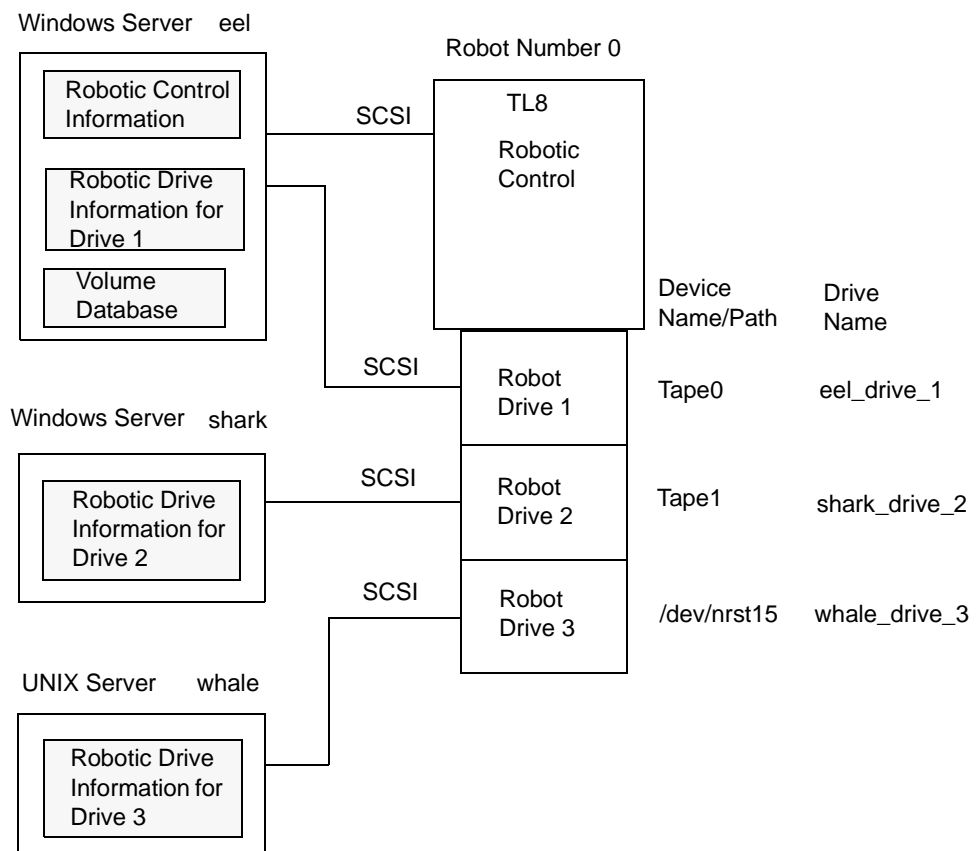 Windows Server eel
Robotic Control
Information
Robotic Drive
Information for
Drive 1
Volume
Database
SCSI
Robot Number 0
TL8
Robotic
Control
Device
Name/Path
Drive
Name
SCSI
Robot
Drive 1
Tape0
eel_drive_1
Windows Server shark
Robotic Drive
Information for
Drive 2
SCSI
Robot
Drive 2
Tape1
shark_drive_2
SCSI
Robot
Drive 3
/dev/nrst15
whale_drive_3
UNIX Server whale
Robotic Drive
Information for
Drive 3